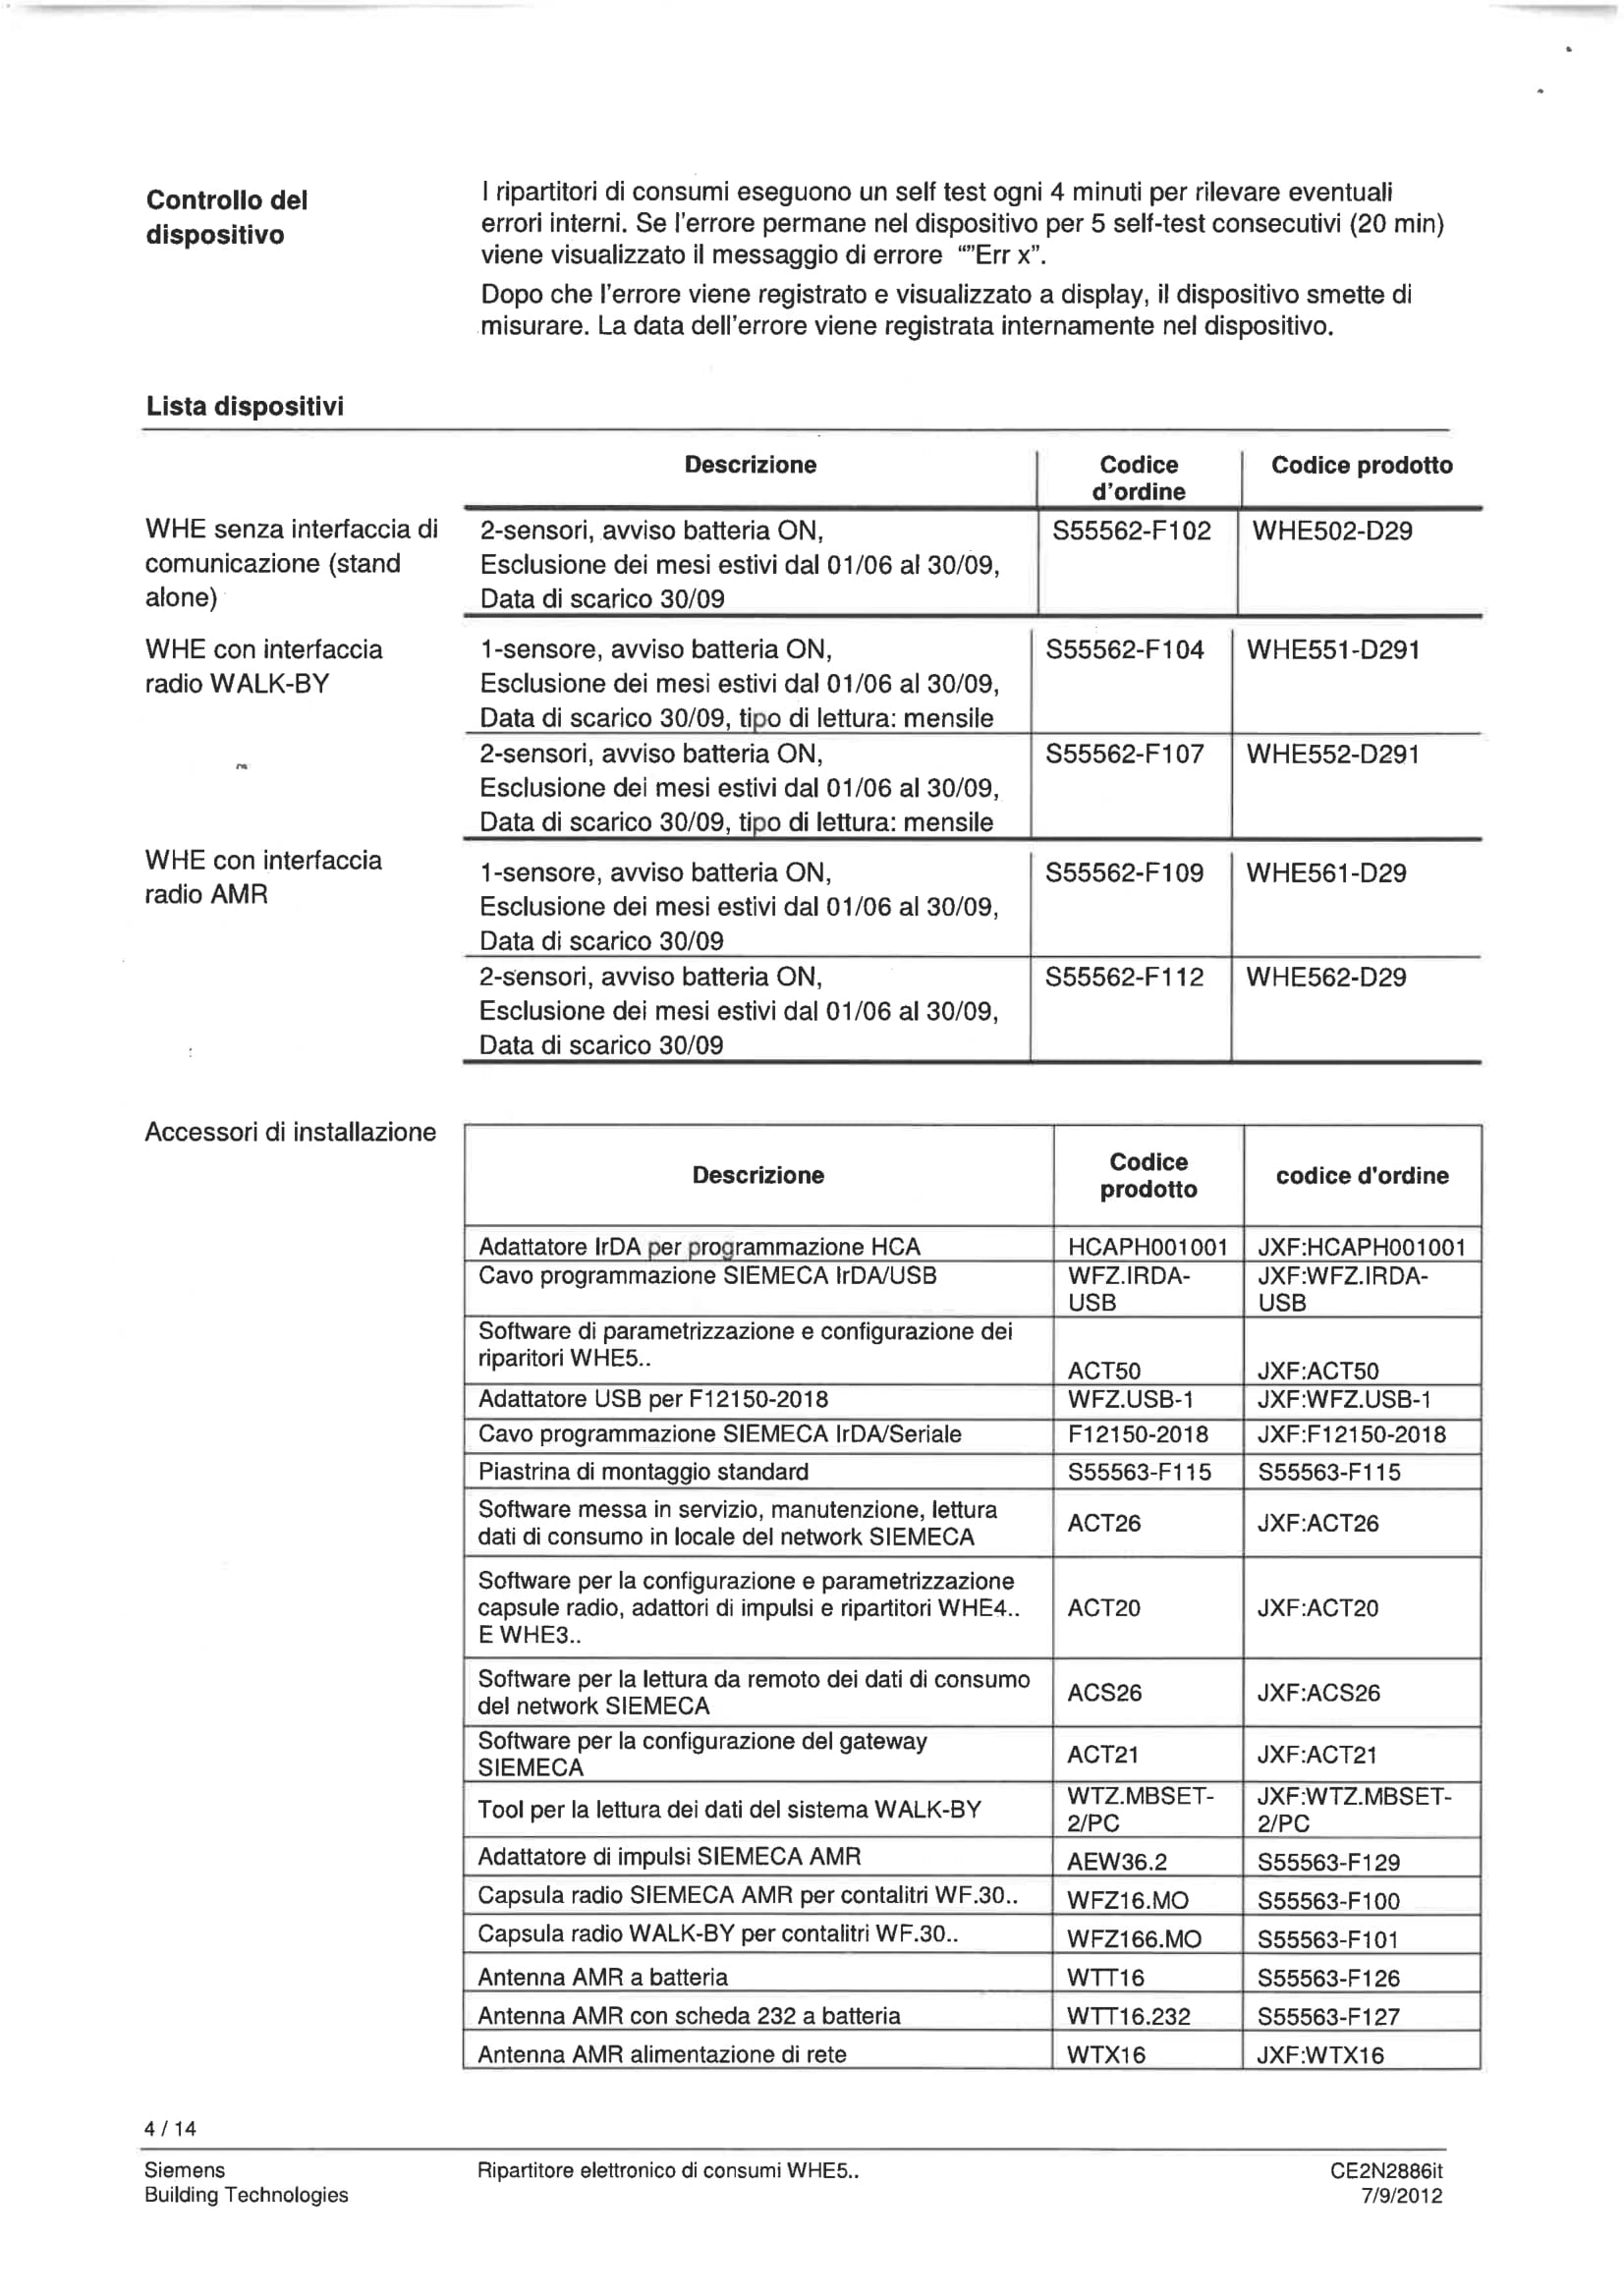 Controllo del
dispositivo
I ripartitori di consumi eseguono un self test ogni 4 minuti per rilevare eventuali
errori interni. Se l'errore permane nel dispositivo per 5 self-test consecutivi (20 min)
viene visualizzato il messaggio di errore “”Err x”.
Dopo che l'errore viene registrato e visualizzato a display, il dispositivo smette di
misurare. La data dell'errore viene registrata internamente nel dispositivo.
Lista dispositivi
Descrizione
Codice
d'ordine
Codice prodotto
WHE senza interfaccia di
comunicazione (stand
alone)
2-sensori, avviso batteria ON,
Esclusione dei mesi estivi dal 01/06 al 30/09,
Data di scarico 30/09
S55562-F102
WHE502-D29
WHE con interfaccia
radio WALK-BY
1-sensore, avviso batteria ON,
Esclusione dei mesi estivi dal 01/06 al 30/09,
Data di scarico 30/09, tipo di lettura: mensile
S55562-F104
WHE551-D291
2-sensori, avviso batteria ON,
Esclusione dei mesi estivi dal 01/06 al 30/09,
Data di scarico 30/09, tipo di lettura: mensile
S55562-F107
WHE552-D291
WHE con interfaccia
radio AMR
1-sensore, avviso batteria ON,
Esclusione dei mesi estivi dal 01/06 al 30/09,
Data di scarico 30/09
S55562-F109
WHE561-D29
2-sensori, avviso batteria ON,
Esclusione dei mesi estivi dal 01/06 al 30/09,
Data di scarico 30/09
S55562-F112
WHE562-D29
Accessori di installazione
Descrizione
Codice
prodotto
codice d'ordine
Adattatore IrDA per programmazione HCA
HCAPH001001
JXF:HCAPH001001
Cavo programmazione SIEMECA IrDA/USB
WFZ.IRDA-
USB
JXF:WFZ.IRDA-
USB
Software di parametrizzazione e configurazione dei
riparitori WHE5..
ACT50
JXF:ACT50
Adattatore USB per F12150-2018
WFZ.USB-1
JXF:WFZ.USB-1
Cavo programmazione SIEMECA IrDA/Seriale
F12150-2018
JXF:F12150-2018
Piastrina di montaggio standard
S55563-F115
S55563-F115
Software messa in servizio, manutenzione, lettura
dati di consumo in locale del network SIEMECA
ACT26
JXF:ACT26
Software per la configurazione e parametrizzazione
capsule radio, adattori di impulsi e ripartitori WHE4..
E WHE3..
ACT20
JXF:ACT20
Software per la lettura da remoto dei dati di consumo
del network SIEMECA
ACS26
JXF:ACS26
Software per la configurazione del gateway
SIEMECA
ACT21
JXF:ACT21
Tool per la lettura dei dati del sistema WALK-BY
WTZ.MBSET-
2/PC
JXF:WTZ.MBSET-
2/PC
Adattatore di impulsi SIEMECA AMR
AEW36.2
S55563-F129
Capsula radio SIEMECA AMR per contalitri WF.30..
WFZ16.MO
S55563-F100
Capsula radio WALK-BY per contalitri WF.30..
WFZ166.MO
S55563-F101
Antenna AMR a batteria
WTT16
S55563-F126
Antenna AMR con scheda 232 a batteria
WTT16.232
S55563-F127
Antenna AMR alimentazione di rete
WTX16
JXF:WTX16
4 / 14
Siemens
Building Technologies
Ripartitore elettronico di consumi WHE5..
CE2N2886it
7/9/2012